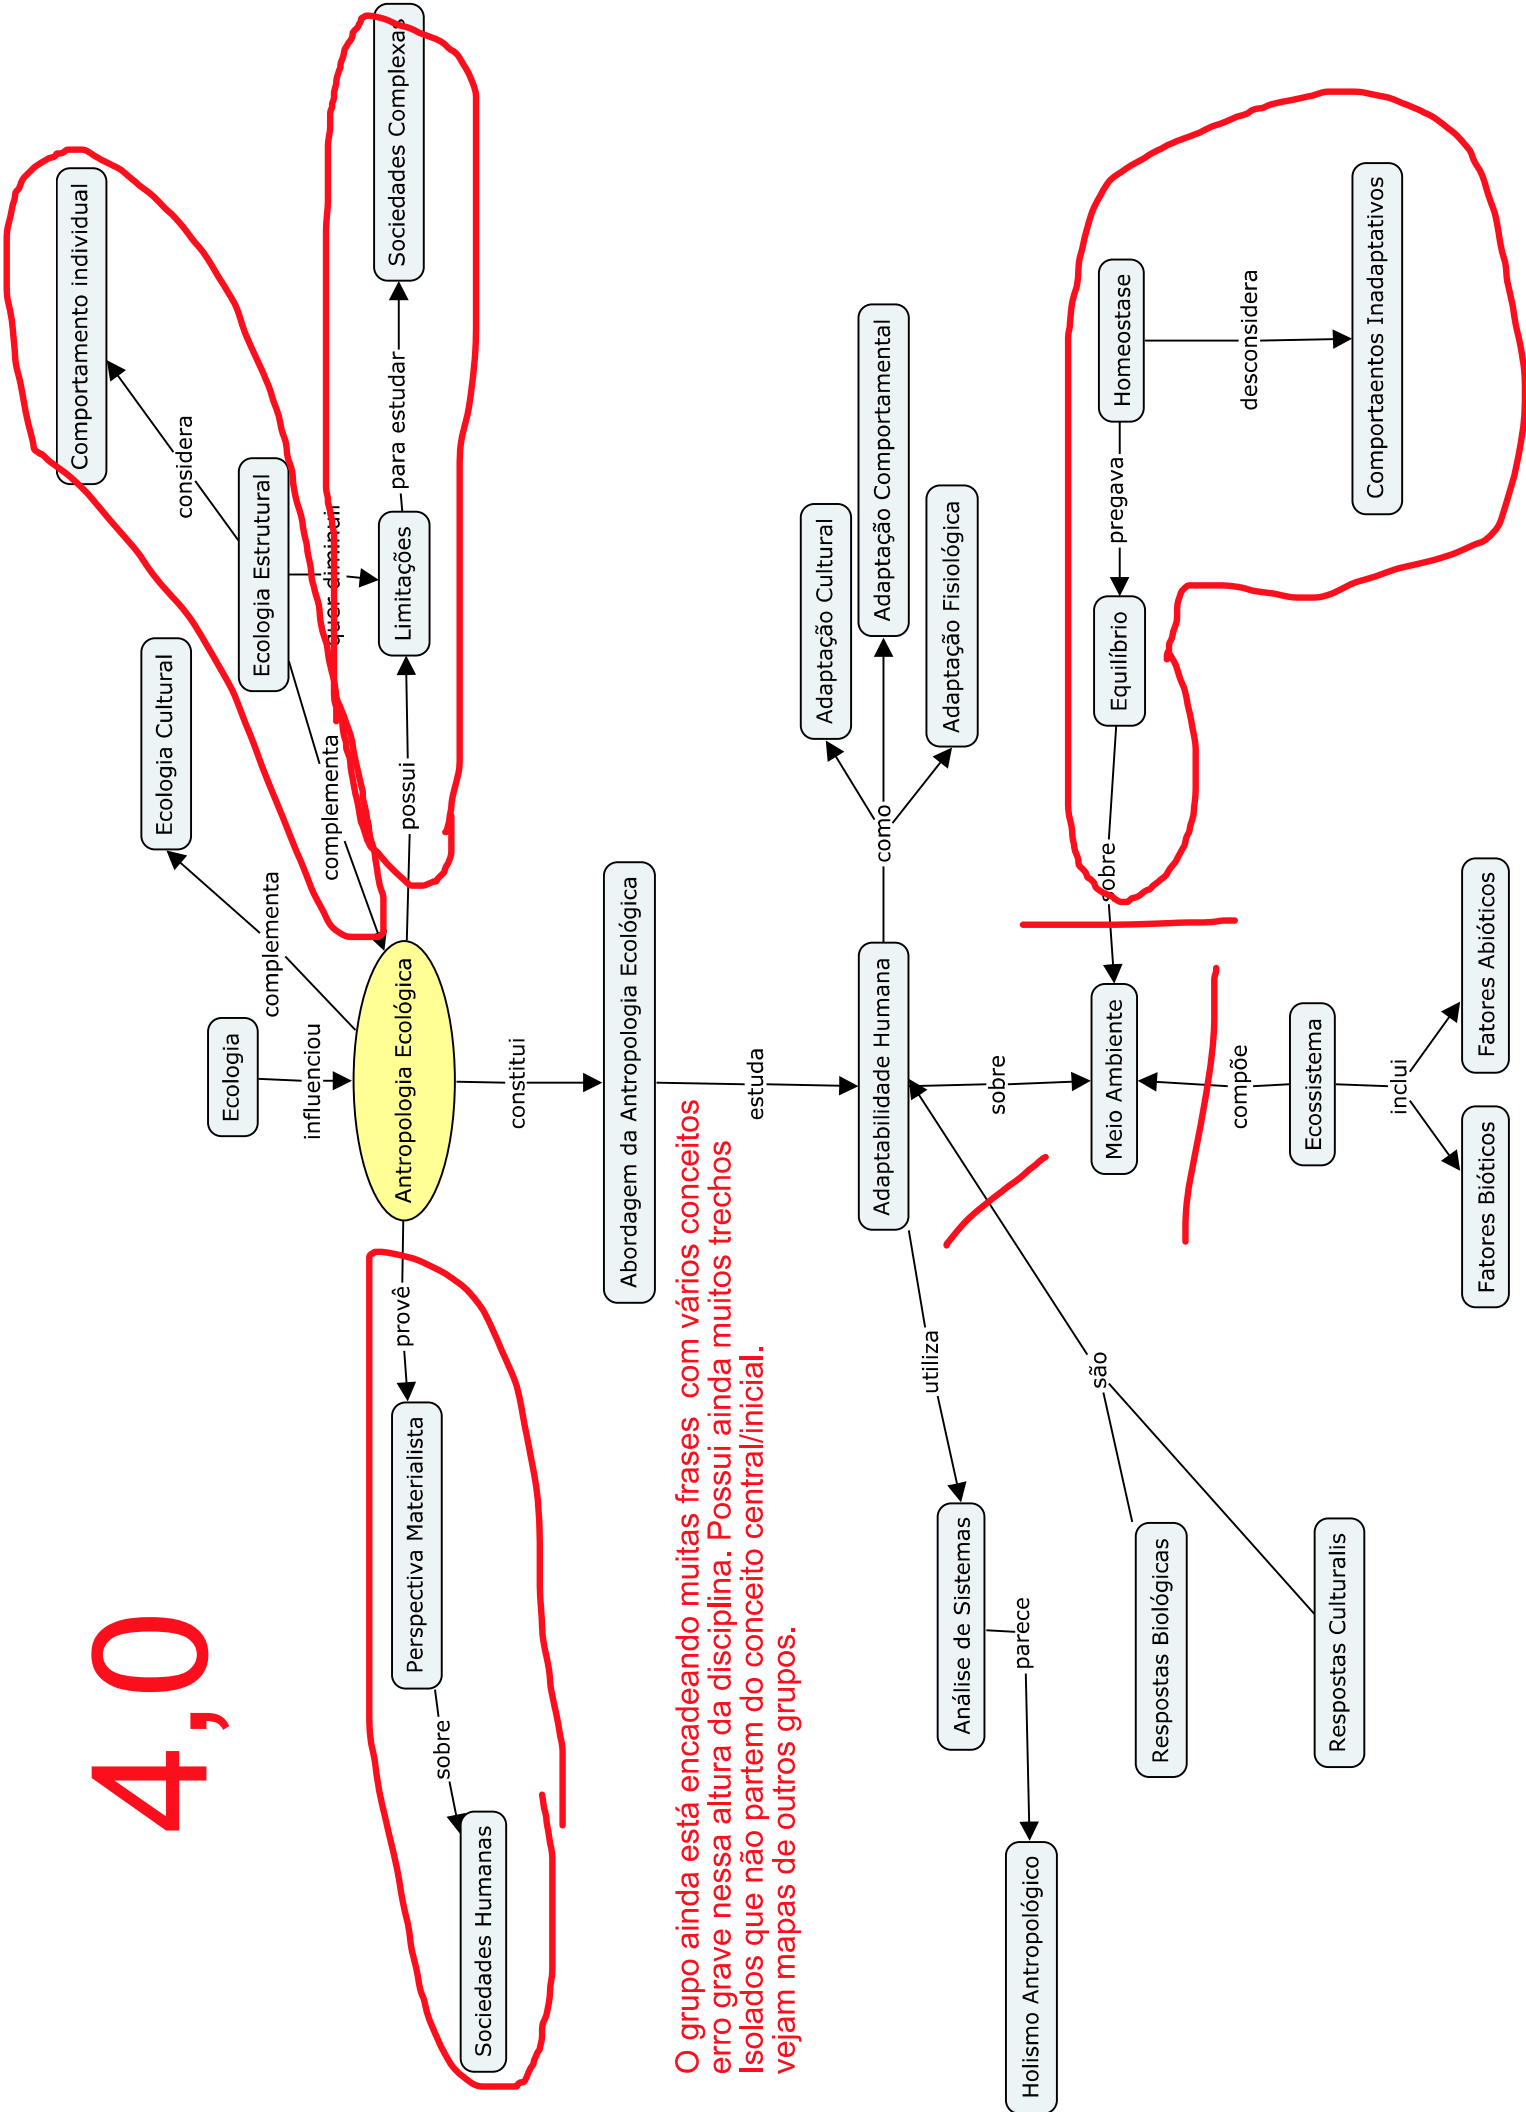 4,0
Sociedades Humanas
sobre
Perspectiva Materialista
provê
Antropologia Ecológica
Ecologia
influenciou
complementa
Ecologia Cultural
complementa
Ecologia Estrutural
considera
Comportamento individual
quer diminuir
possui
Limitações
para estudar
Sociedades Complexas
constitui
Abordagem da Antropologia Ecológica
estuda
O grupo ainda está encadeando muitas frases com vários conceitos
erro grave nessa altura da disciplina. Possui ainda muitos trechos
Isolados que não partem do conceito central/inicial.
vejam mapas de outros grupos.
Adaptabilidade Humana
como
Adaptação Cultural
Adaptação Comportamental
Adaptação Fisiológica
utiliza
Análise de Sistemas
parece
Holismo Antropológico
são
Respostas Biológicas
Respostas Culturalis
sobre
Meio Ambiente
sobre
Equilíbrio
pregava
Homeostase
desconsidera
Comportaentos Inadaptativos
compõe
Ecossistema
inclui
Fatores Bióticos
Fatores Abióticos